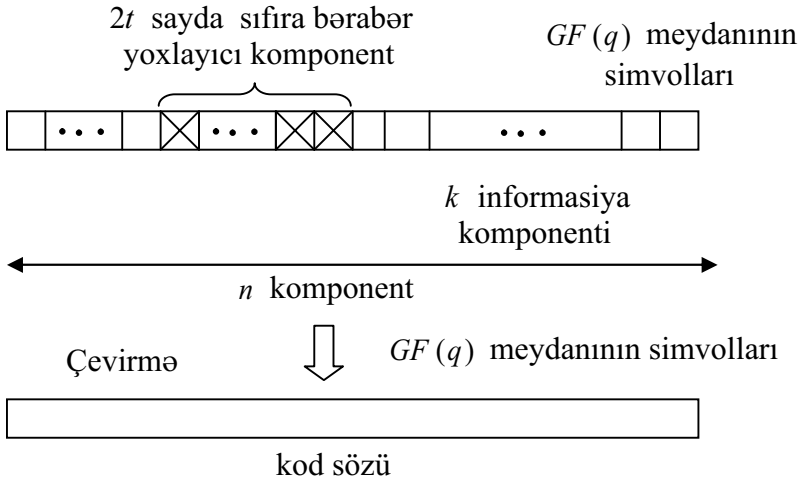 2t sayda sıfıra bərabər
yoxlayıcı komponent
GF (q) meydanının
simvolları
k informasiya
komponenti
n komponent
Çevirmə
GF (q) meydanının simvolları
kod sözü